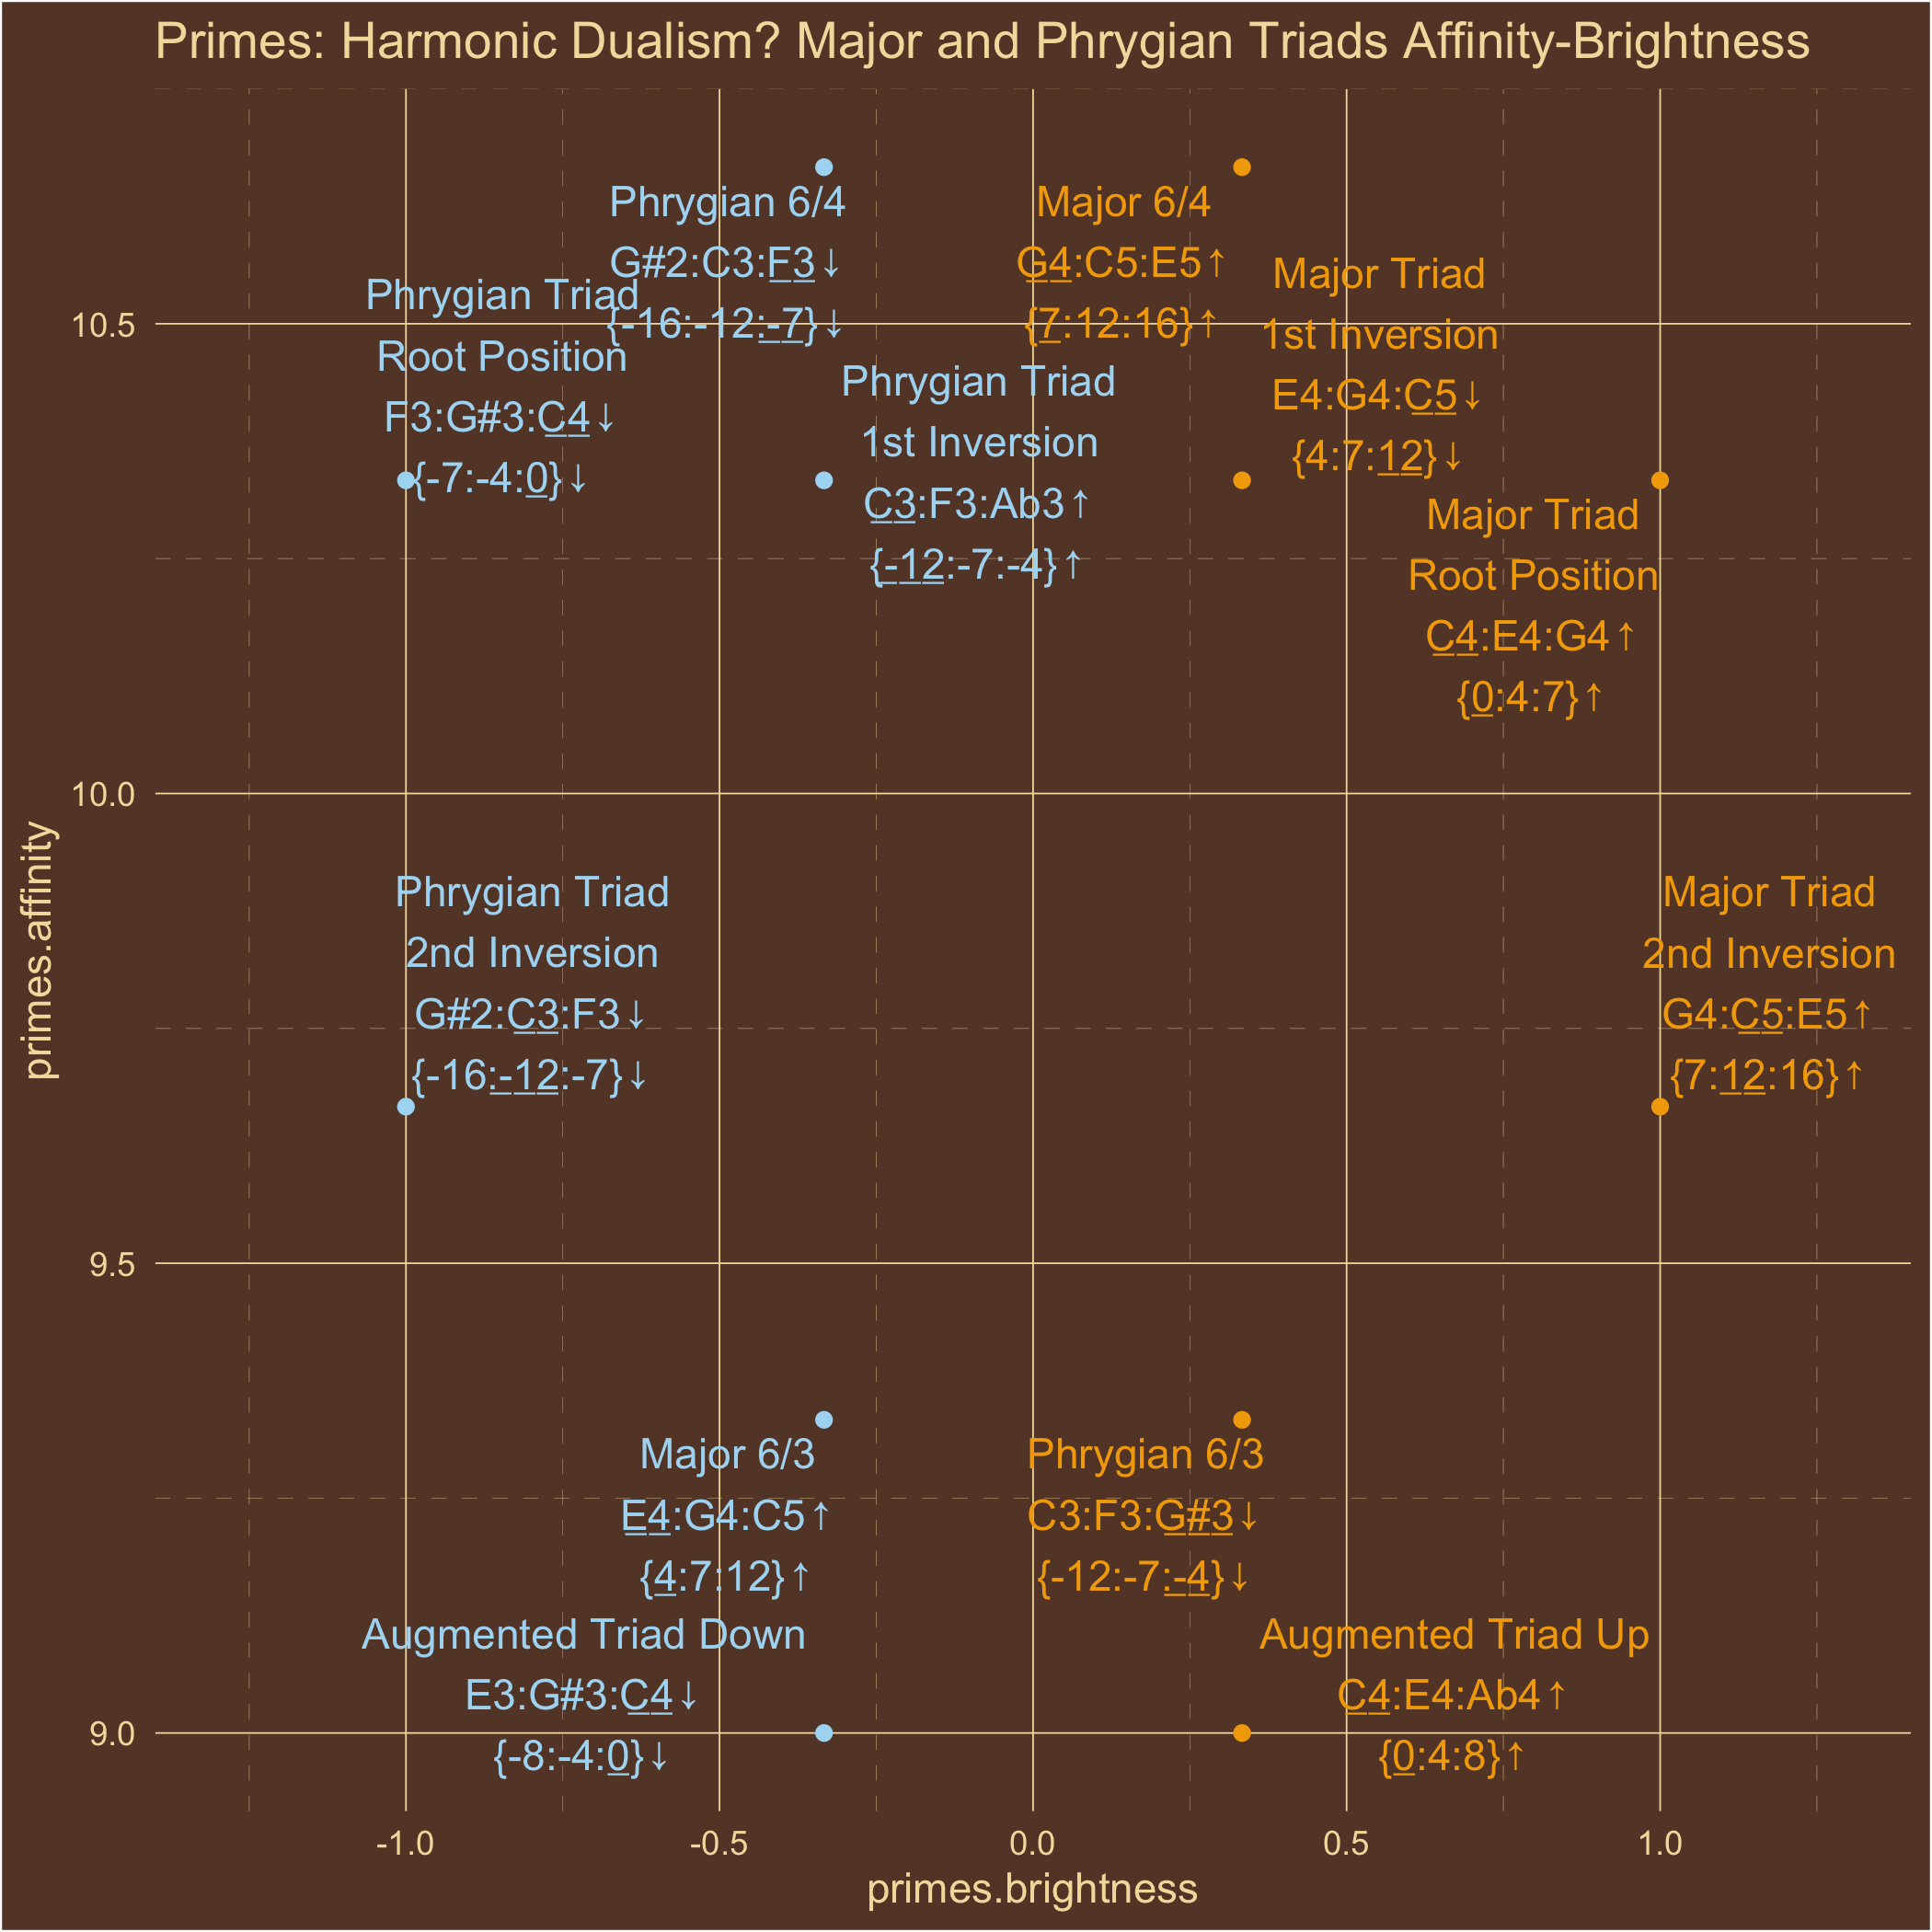 Primes: Harmonic Dualism? Major and Phrygian Triads Affinity-Brightness
primes.affinity
10.5
10.0
9.5
9.0
Phrygian 6/4
G#2:C3:F3↓
{-16:-12:-7}↓
Major 6/4
G4:C5:E5↑
{7:12:16}↑
Phrygian Triad
Root Position
F3:G#3:C4↓
{-7:-4:0}↓
Major Triad
1st Inversion
E4:G4:C5↓
{4:7:12}↓
Phrygian Triad
1st Inversion
C3:F3:Ab3↑
{-12:-7:-4}↑
Major Triad
Root Position
C4:E4:G4↑
{0:4:7}↑
Phrygian Triad
2nd Inversion
G#2:C3:F3↓
{-16:-12:-7}↓
Major Triad
2nd Inversion
G4:C5:E5↑
{7:12:16}↑
Major 6/3
E4:G4:C5↑
{4:7:12}↑
Phrygian 6/3
C3:F3:G#3↓
{-12:-7:-4}↓
Augmented Triad Down
E3:G#3:C4↓
{-8:-4:0}↓
Augmented Triad Up
C4:E4:Ab4↑
{0:4:8}↑
-1.0 -0.5 0.0 0.5 1.0
primes.brightness